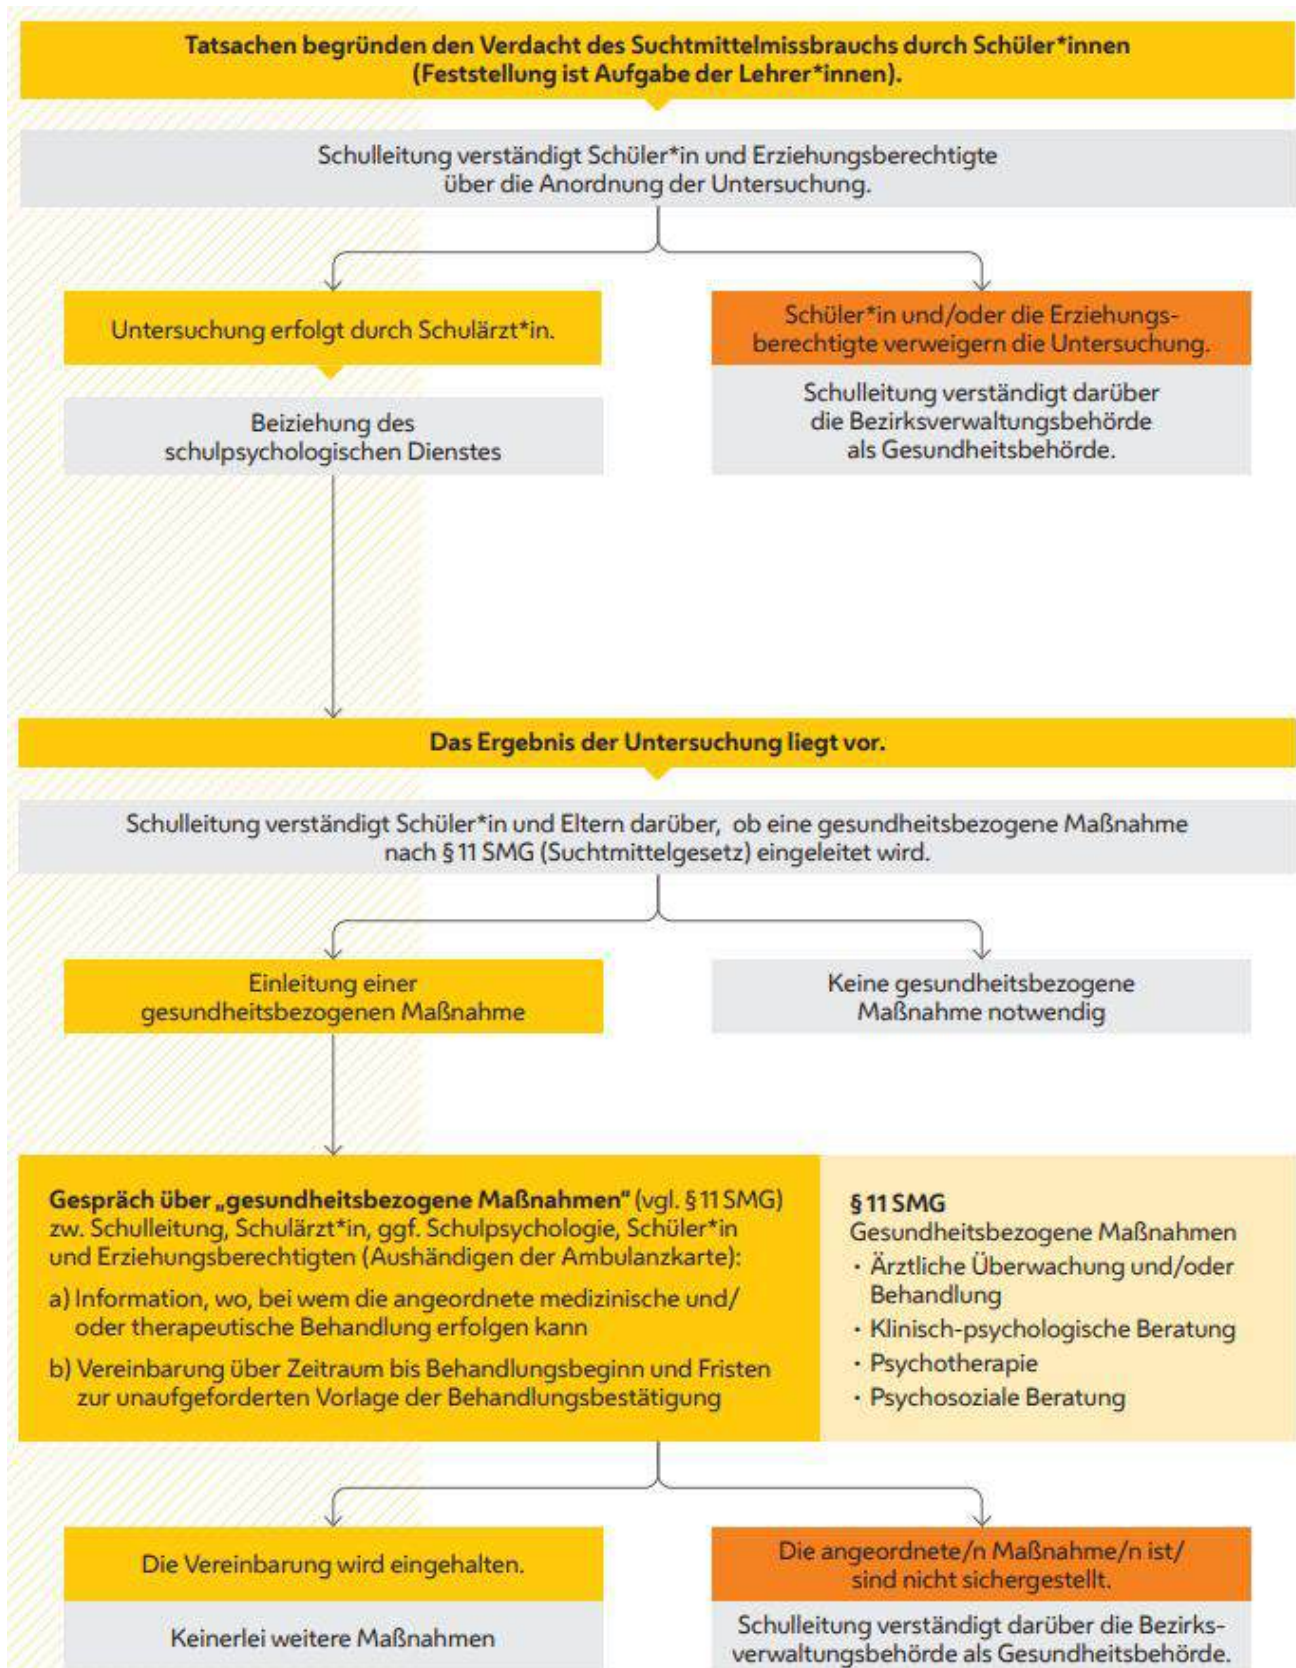 Tatsachen begründen den Verdacht des Suchtmittelmissbrauchs durch Schüler*innen
(Feststellung ist Aufgabe der Lehrer*innen).
Schulleitung verständigt Schüler*in und Erziehungsberechtigte
über die Anordnung der Untersuchung.
Untersuchung erfolgt durch Schulärzt*in.
Beiziehung des
schulpsychologischen Dienstes
Schüler*in und/oder die Erziehungs-
berechtigte verweigern die Untersuchung.
Schulleitung verständigt darüber
die Bezirksverwaltungsbehörde
als Gesundheitsbehörde.
Das Ergebnis der Untersuchung liegt vor.
Schulleitung verständigt Schüler*in und Eltern darüber, ob eine gesundheitsbezogene Maßnahme
nach § 11 SMG (Suchtmittelgesetz) eingeleitet wird.
Einleitung einer
gesundheitsbezogenen Maßnahme
Keine gesundheitsbezogene
Maßnahme notwendig
Gespräch über „gesundheitsbezogene Maßnahmen“ (vgl. § 11 SMG)
zw. Schulleitung, Schulärzt*in, ggf. Schulpsychologie, Schüler*in
und Erziehungsberechtigten (Aushändigen der Ambulanzkarte):
a) Information, wo, bei wem die angeordnete medizinische und/
oder therapeutische Behandlung erfolgen kann
b) Vereinbarung über Zeitraum bis Behandlungsbeginn und Fristen
zur unaufgeforderten Vorlage der Behandlungsbestätigung
§ 11 SMG
Gesundheitsbezogene Maßnahmen
· Ärztliche Überwachung und/oder
Behandlung
· Klinisch-psychologische Beratung
· Psychotherapie
· Psychosoziale Beratung
Die Vereinbarung wird eingehalten.
Keinerlei weitere Maßnahmen
Die angeordnete/n Maßnahme/n ist/
sind nicht sichergestellt.
Schulleitung verständigt darüber die Bezirks-
verwaltungsbehörde als Gesundheitsbehörde.